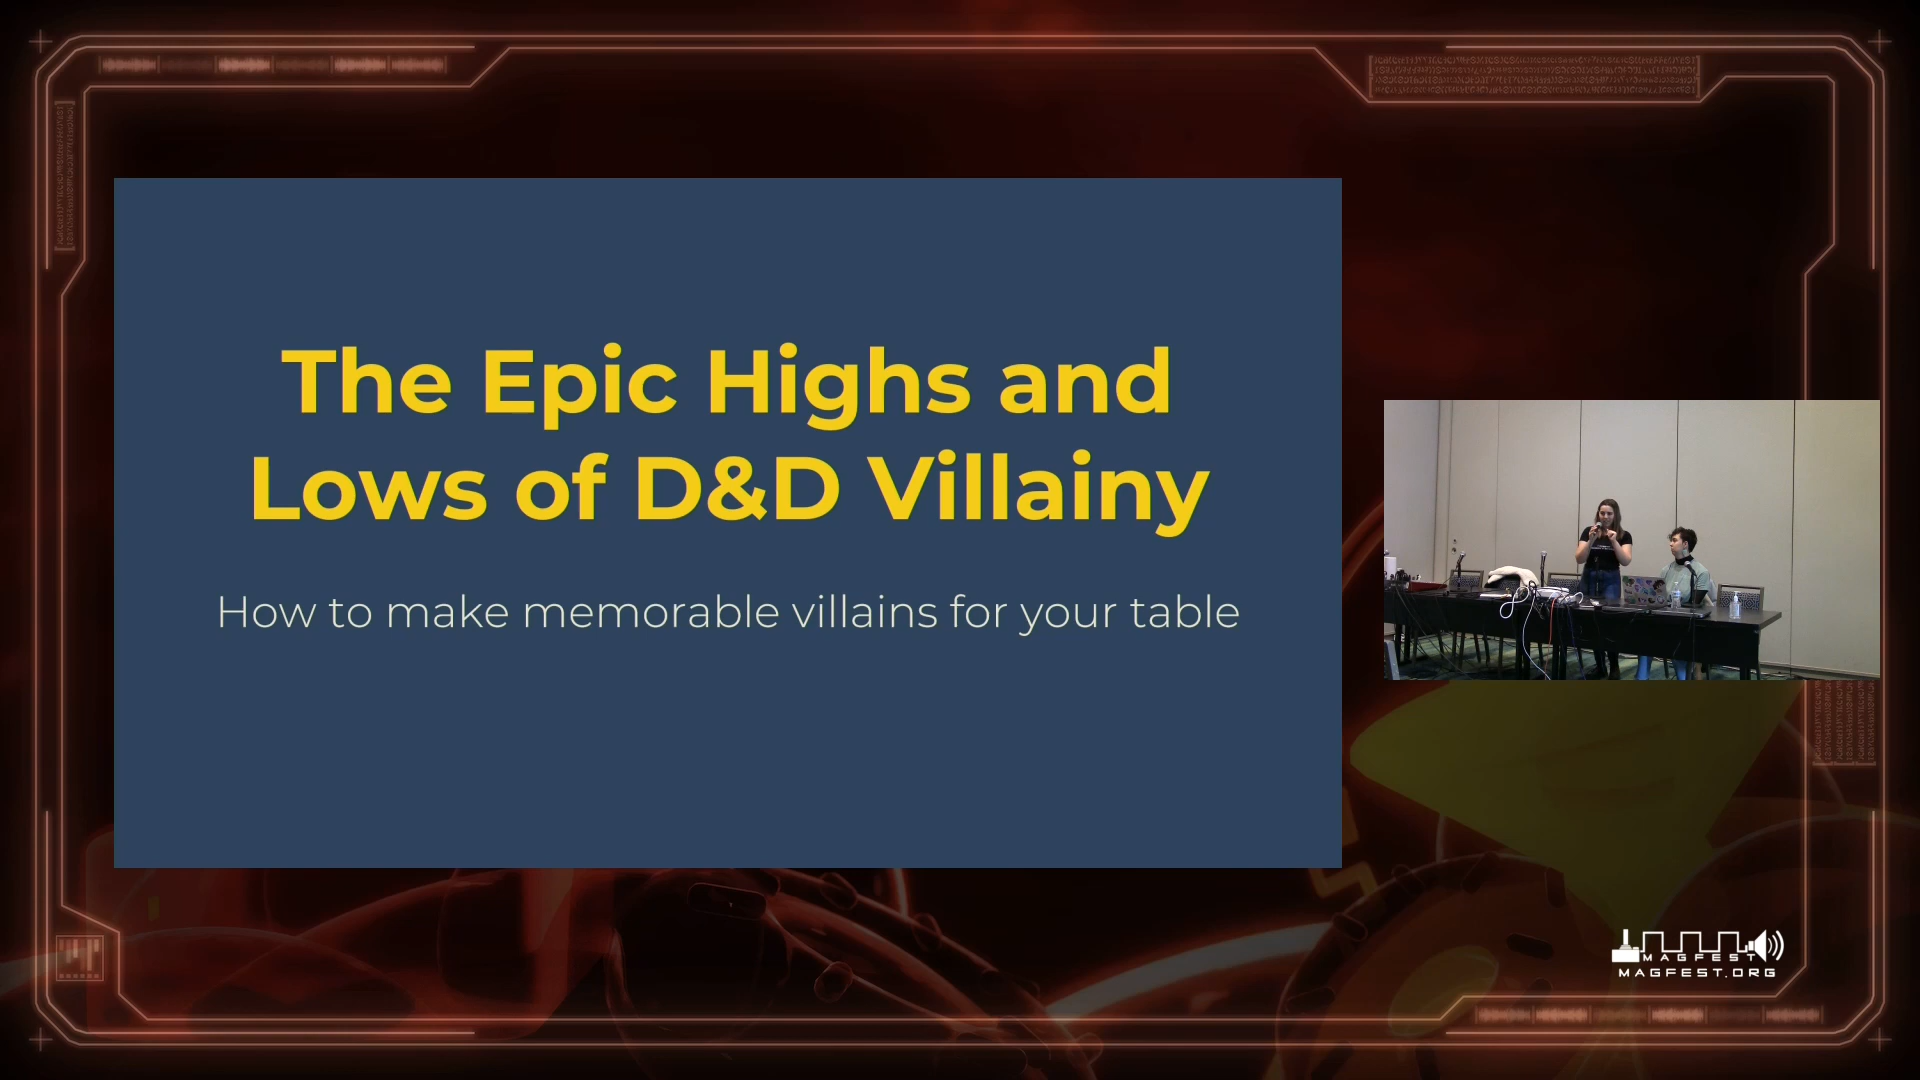 The Epic Highs and
Lows of D&D Villainy
How to make memorable villains for your table
MAGFEST
MAGFEST.ORG